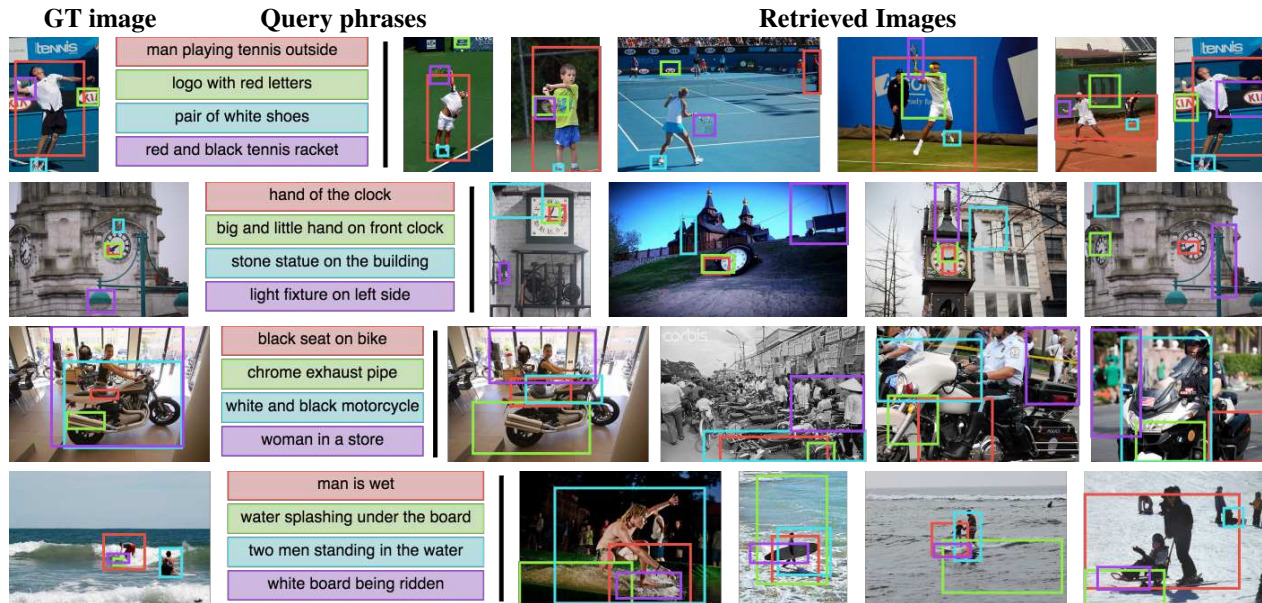 GT image
Query phrases
Retrieved Images
tennis
man playing tennis outside
logo with red letters
pair of white shoes
red and black tennis racket
KIA
KIA
tennis
KIA
hand of the clock
big and little hand on front clock
stone statue on the building
light fixture on left side
black seat on bike
chrome exhaust pipe
white and black motorcycle
woman in a store
corbis
man is wet
water splashing under the board
two men standing in the water
white board being ridden